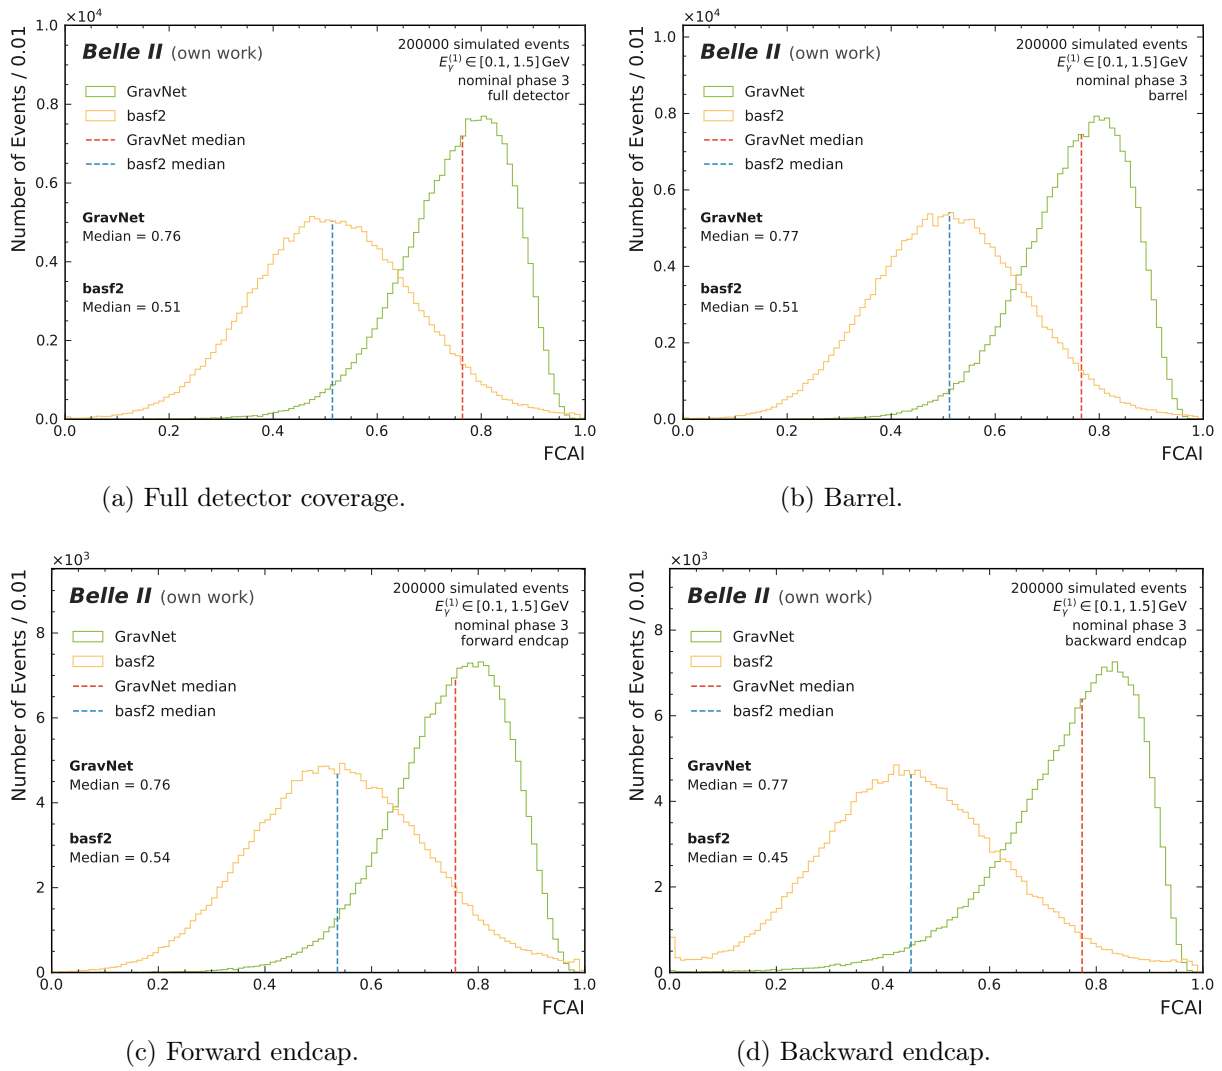 ×10⁴
1.0
0.8
0.6
0.4
0.2
0.0
Number of Events / 0.01
Belle II (own work)
200000 simulated events
E_γ^(1) ∈ [0.1, 1.5] GeV
nominal phase 3
full detector
GravNet
basf2
GravNet median
basf2 median
GravNet
Median = 0.76
basf2
Median = 0.51
0.0 0.2 0.4 0.6 0.8 1.0
FCAI
(a) Full detector coverage.
×10⁴
1.0
0.8
0.6
0.4
0.2
0.0
Number of Events / 0.01
Belle II (own work)
200000 simulated events
E_γ^(1) ∈ [0.1, 1.5] GeV
nominal phase 3
barrel
GravNet
basf2
GravNet median
basf2 median
GravNet
Median = 0.77
basf2
Median = 0.51
0.0 0.2 0.4 0.6 0.8 1.0
FCAI
(b) Barrel.
×10³
8
6
4
2
0
Number of Events / 0.01
Belle II (own work)
200000 simulated events
E_γ^(1) ∈ [0.1, 1.5] GeV
nominal phase 3
forward endcap
GravNet
basf2
GravNet median
basf2 median
GravNet
Median = 0.76
basf2
Median = 0.54
0.0 0.2 0.4 0.6 0.8 1.0
FCAI
(c) Forward endcap.
×10³
8
6
4
2
0
Number of Events / 0.01
Belle II (own work)
200000 simulated events
E_γ^(1) ∈ [0.1, 1.5] GeV
nominal phase 3
backward endcap
GravNet
basf2
GravNet median
basf2 median
GravNet
Median = 0.77
basf2
Median = 0.45
0.0 0.2 0.4 0.6 0.8 1.0
FCAI
(d) Backward endcap.